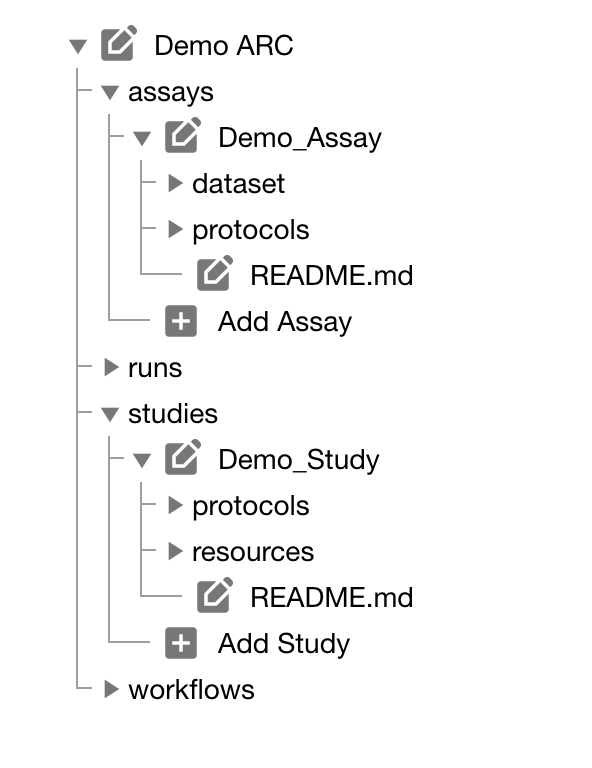 Demo ARC
assays
Demo_Assay
dataset
protocols
README.md
Add Assay
runs
studies
Demo_Study
protocols
resources
README.md
Add Study
workflows